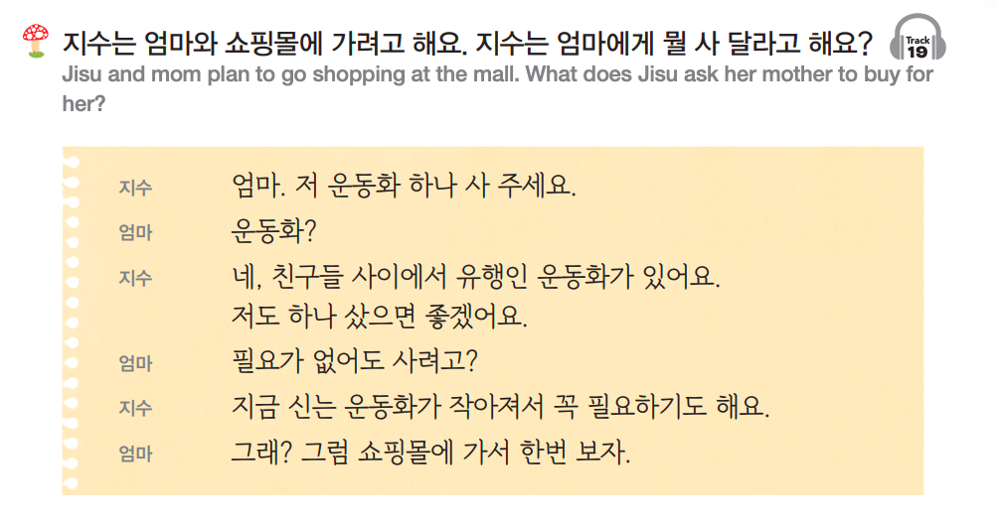 지수는 엄마와 쇼핑몰에 가려고 해요. 지수는 엄마에게 뭘 사 달라고 해요?
Track
19
Jisu and mom plan to go shopping at the mall. What does Jisu ask her mother to buy for
her?
지수 엄마. 저 운동화 하나 사 주세요.
엄마 운동화?
지수 네, 친구들 사이에서 유행인 운동화가 있어요.
저도 하나 샀으면 좋겠어요.
엄마 필요가 없어도 사려고?
지수 지금 신는 운동화가 작아져서 꼭 필요하기도 해요.
엄마 그래? 그럼 쇼핑몰에 가서 한번 보자.